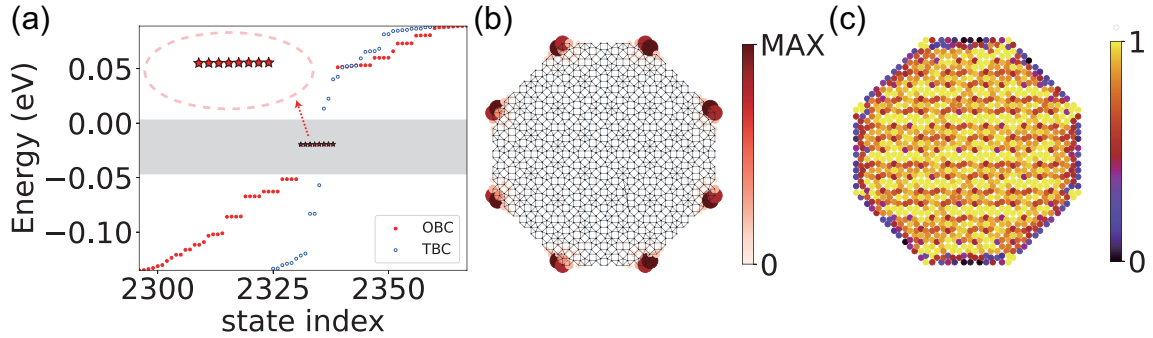 (a)
Energy (eV)
0.05
0.00
−0.05
−0.10
2300
2325
2350
state index
OBC
TBC
(b)
MAX
0
(c)
1
0